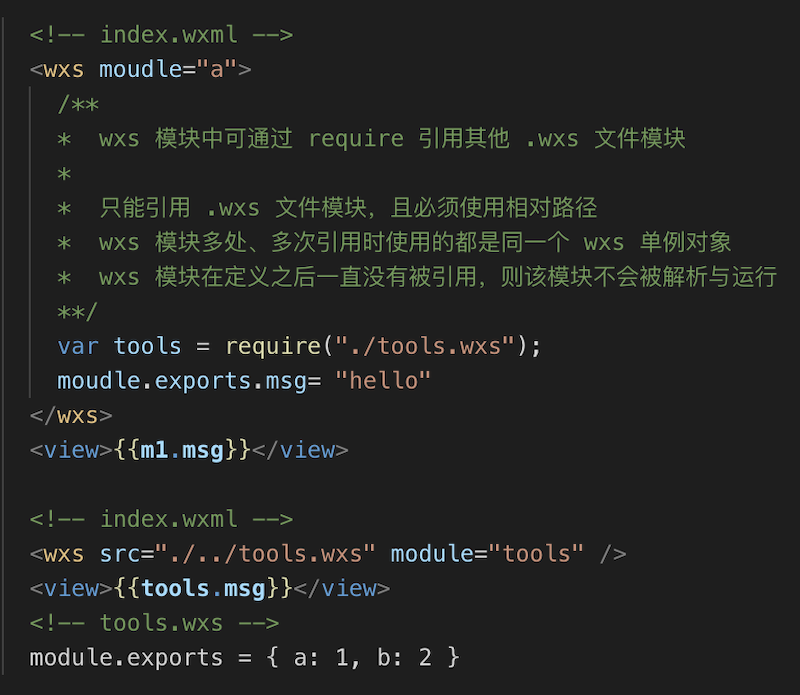 <!-- index.wxml -->
<wxs moudle="a">
/**
*  wxs 模块中可通过 require 引用其他 .wxs 文件模块
*
*  只能引用 .wxs 文件模块，且必须使用相对路径
*  wxs 模块多处、多次引用时使用的都是同一个 wxs 单例对象
*  wxs 模块在定义之后一直没有被引用，则该模块不会被解析与运行
**/
var tools = require("./tools.wxs");
moudle.exports.msg= "hello"
</wxs>
<view>{{m1.msg}}</view>
<!-- index.wxml -->
<wxs src="./../tools.wxs" module="tools" />
<view>{{tools.msg}}</view>
<!-- tools.wxs -->
module.exports = { a: 1, b: 2 }